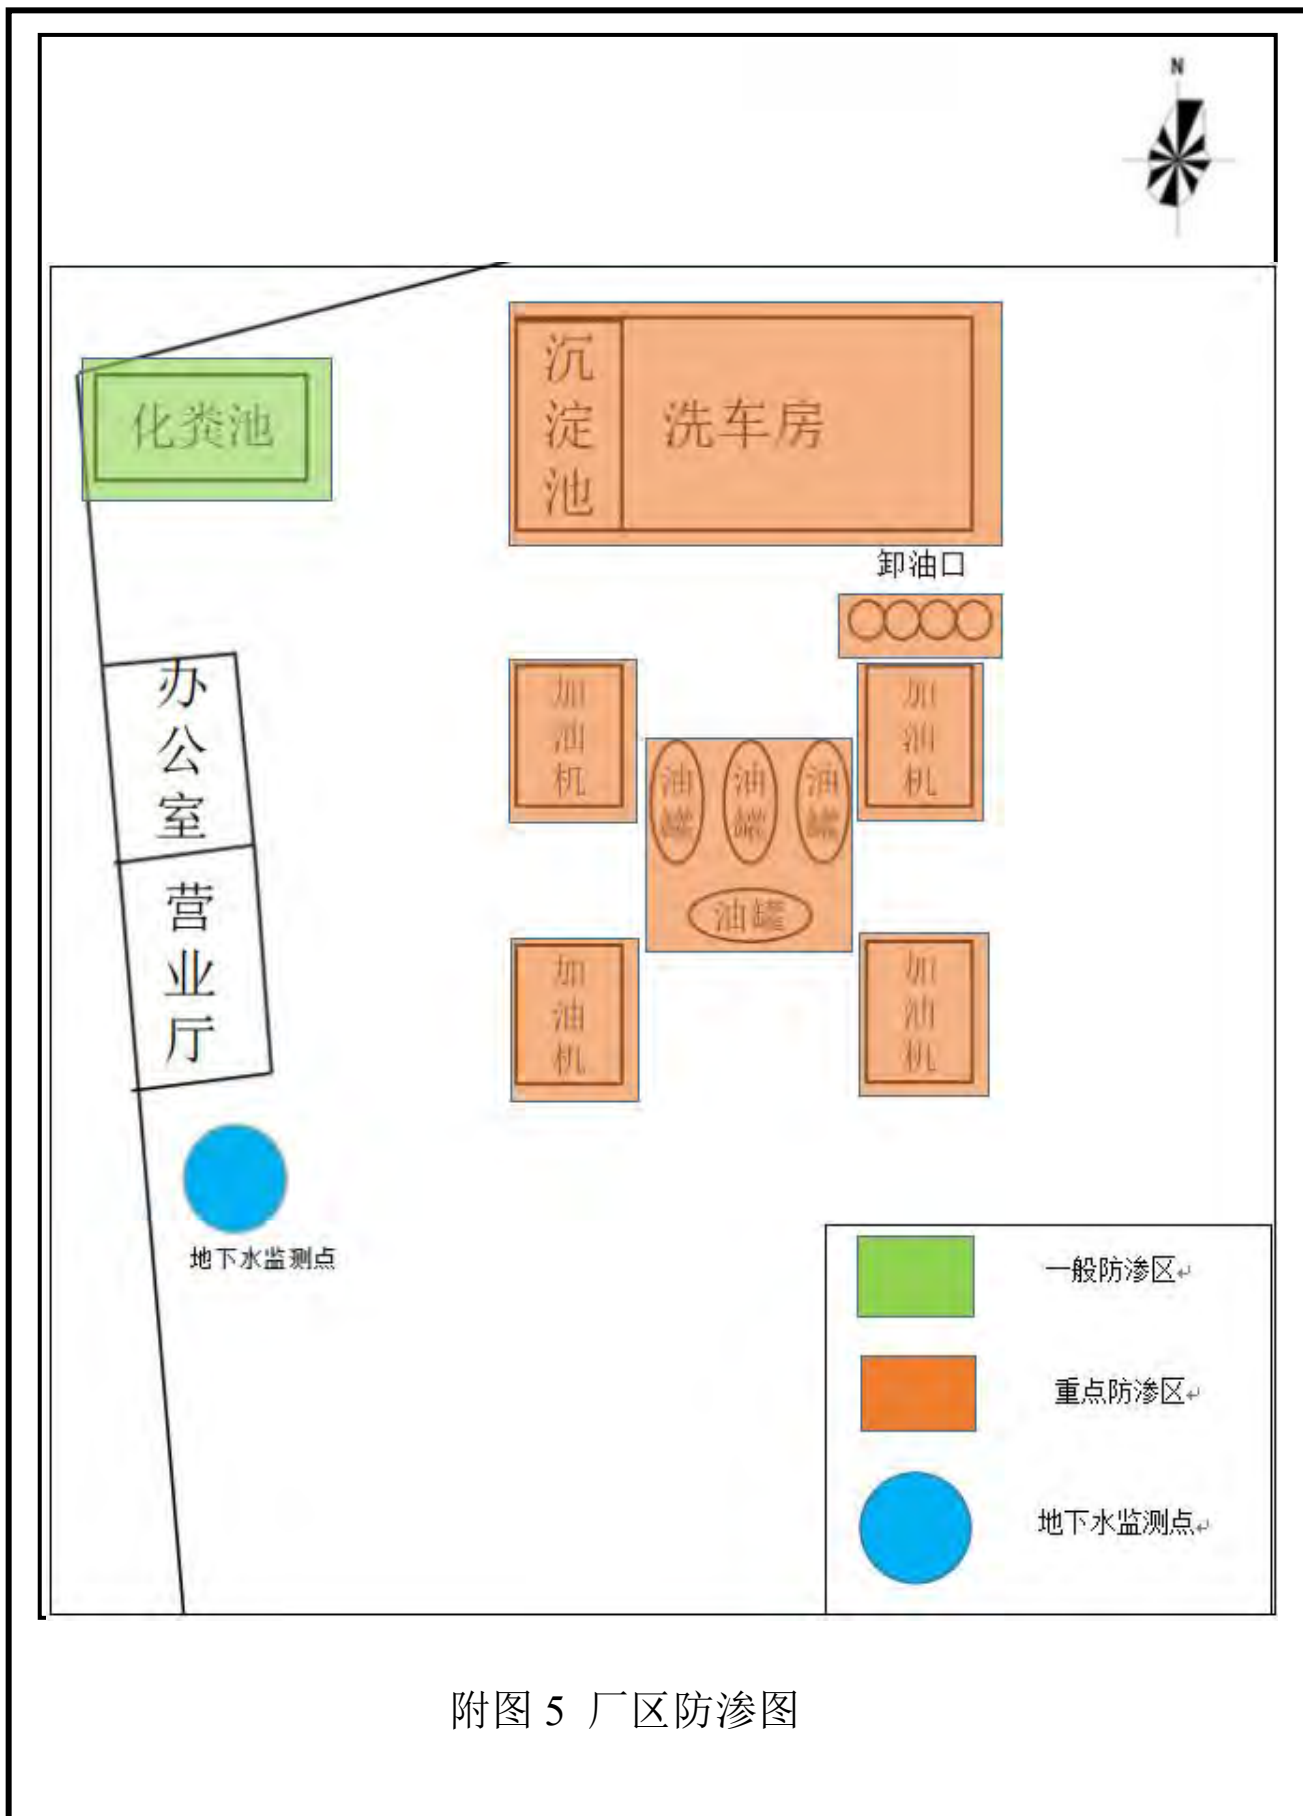 N
沉淀池
洗车房
化粪池
卸油口
加油机
加油机
油罐
油罐
油罐
油罐
办公室
营业厅
加油机
加油机
地下水监测点
一般防渗区↵
重点防渗区↵
地下水监测点↵
附图 5 厂区防渗图